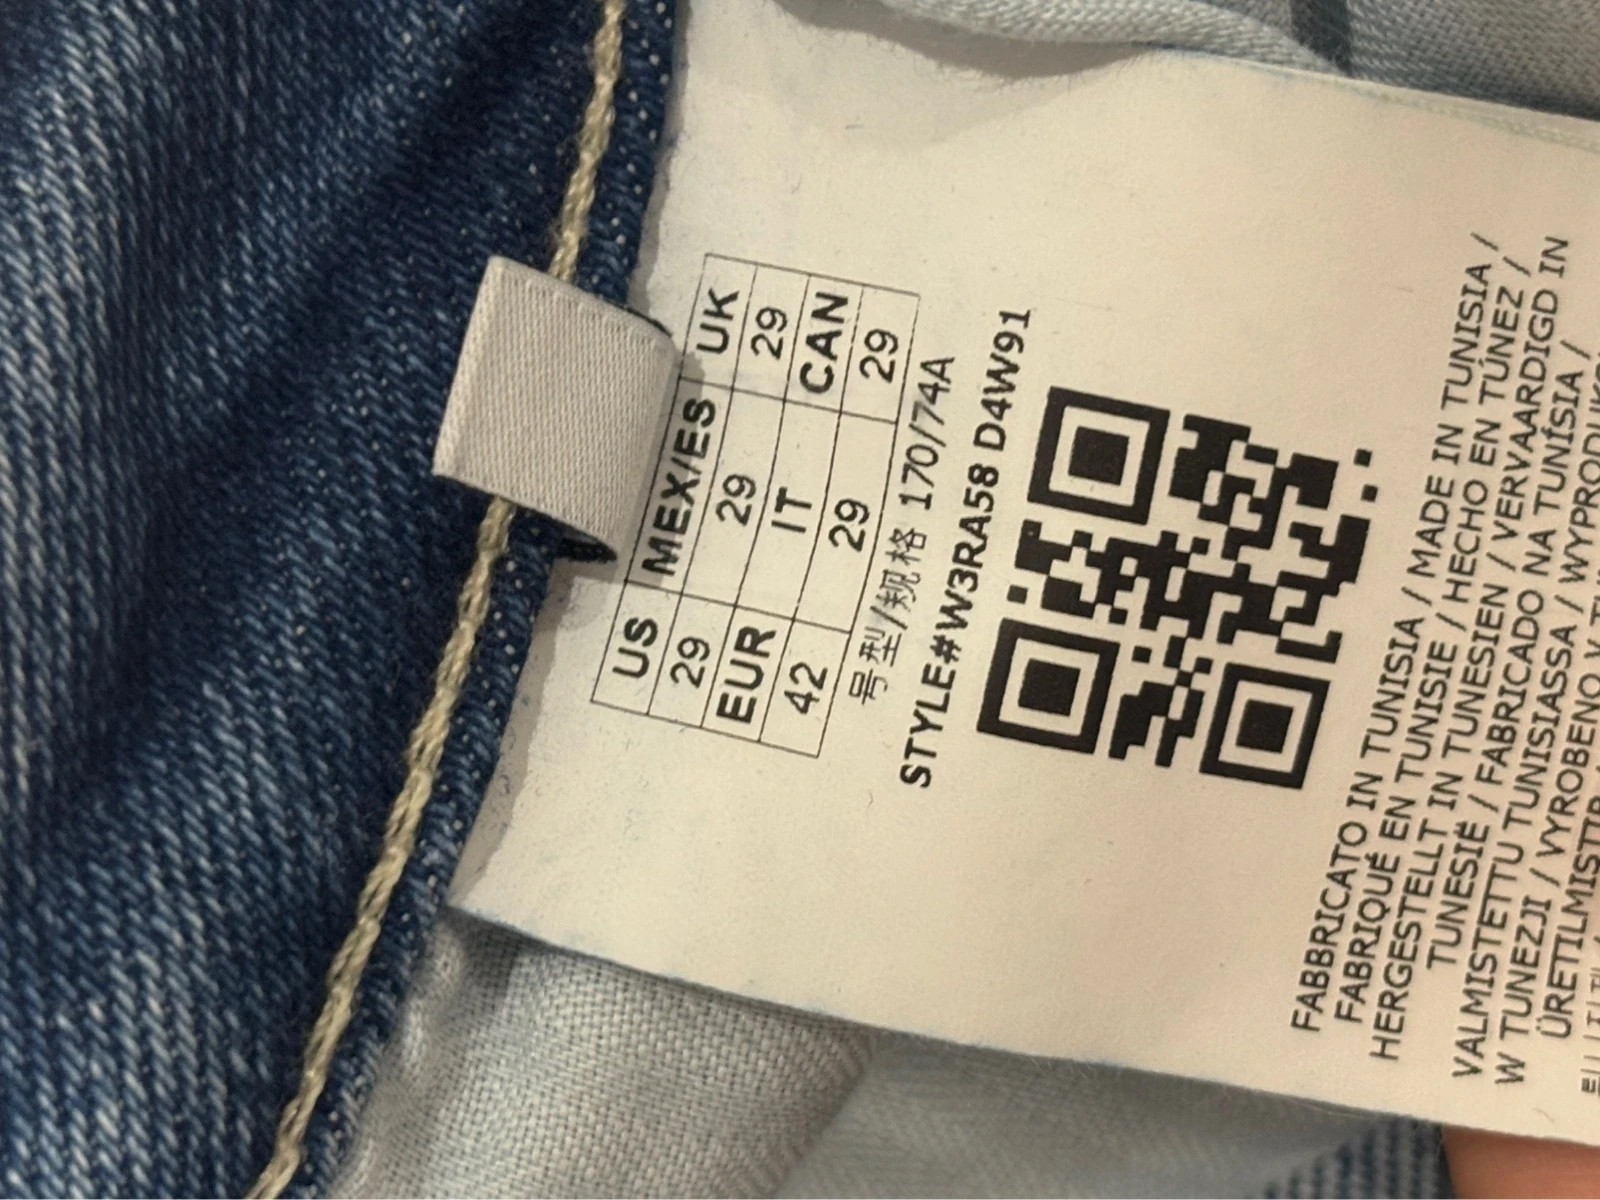 US MEX/ES UK
29 29 29
EUR IT CAN
42 29 29
号型/规格 170/74A
STYLE#W3RA58 D4W91
FABBRICATO IN TUNISIA / MADE IN TUNISIA /
FABRIQUÉ EN TUNISIE / HECHO EN TÚNEZ /
HERGESTELLT IN TUNESIEN / VERVAARDIGD IN
TUNESIË / FABRICADO NA TUNÍSIA /
VALMISTETTU TUNISIASSA / WYPRODUKOWANO
W TUNEZJI / VYROBENO V
ÜRETILMISTIR